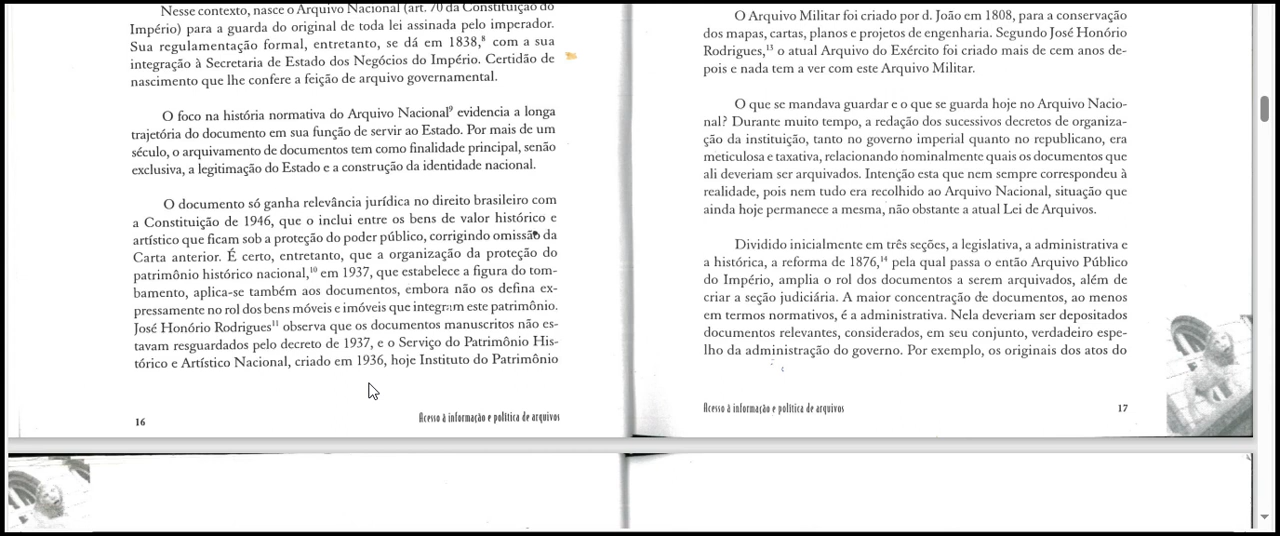 Nesse contexto, nasce o Arquivo Nacional (art. 70 da Constituição do
Império) para a guarda do original de toda lei assinada pelo imperador.
Sua regulamentação formal, entretanto, se dá em 1838,⁸ com a sua
integração à Secretaria de Estado dos Negócios do Império. Certidão de
nascimento que lhe confere a feição de arquivo governamental.
O foco na história normativa do Arquivo Nacional⁹ evidencia a longa
trajetória do documento em sua função de servir ao Estado. Por mais de um
século, o arquivamento de documentos tem como finalidade principal, senão
exclusiva, a legitimação do Estado e a construção da identidade nacional.
O documento só ganha relevância jurídica no direito brasileiro com
a Constituição de 1946, que o inclui entre os bens de valor histórico e
artístico que ficam sob a proteção do poder público, corrigindo omissão da
Carta anterior. É certo, entretanto, que a organização da proteção do
patrimônio histórico nacional,¹⁰ em 1937, que estabelece a figura do tom-
bamento, aplica-se também aos documentos, embora não os defina ex-
pressamente no rol dos bens móveis e imóveis que integram este patrimônio.
José Honório Rodrigues¹¹ observa que os documentos manuscritos não es-
tavam resguardados pelo decreto de 1937, e o Serviço do Patrimônio His-
tórico e Artístico Nacional, criado em 1936, hoje Instituto do Patrimônio
16
Acesso à informação e política de arquivos
O Arquivo Militar foi criado por d. João em 1808, para a conservação
dos mapas, cartas, planos e projetos de engenharia. Segundo José Honório
Rodrigues,¹³ o atual Arquivo do Exército foi criado mais de cem anos de-
pois e nada tem a ver com este Arquivo Militar.
O que se mandava guardar e o que se guarda hoje no Arquivo Nacio-
nal? Durante muito tempo, a redação dos sucessivos decretos de organiza-
ção da instituição, tanto no governo imperial quanto no republicano, era
meticulosa e taxativa, relacionando nominalmente quais os documentos que
ali deveriam ser arquivados. Intenção esta que nem sempre correspondeu à
realidade, pois nem tudo era recolhido ao Arquivo Nacional, situação que
ainda hoje permanece a mesma, não obstante a atual Lei de Arquivos.
Dividido inicialmente em três seções, a legislativa, a administrativa e
a histórica, a reforma de 1876,¹⁴ pela qual passa o então Arquivo Público
do Império, amplia o rol dos documentos a serem arquivados, além de
criar a seção judiciária. A maior concentração de documentos, ao menos
em termos normativos, é a administrativa. Nela deveriam ser depositados
documentos relevantes, considerados, em seu conjunto, verdadeiro espe-
lho da administração do governo. Por exemplo, os originais dos atos do
Acesso à informação e política de arquivos
17